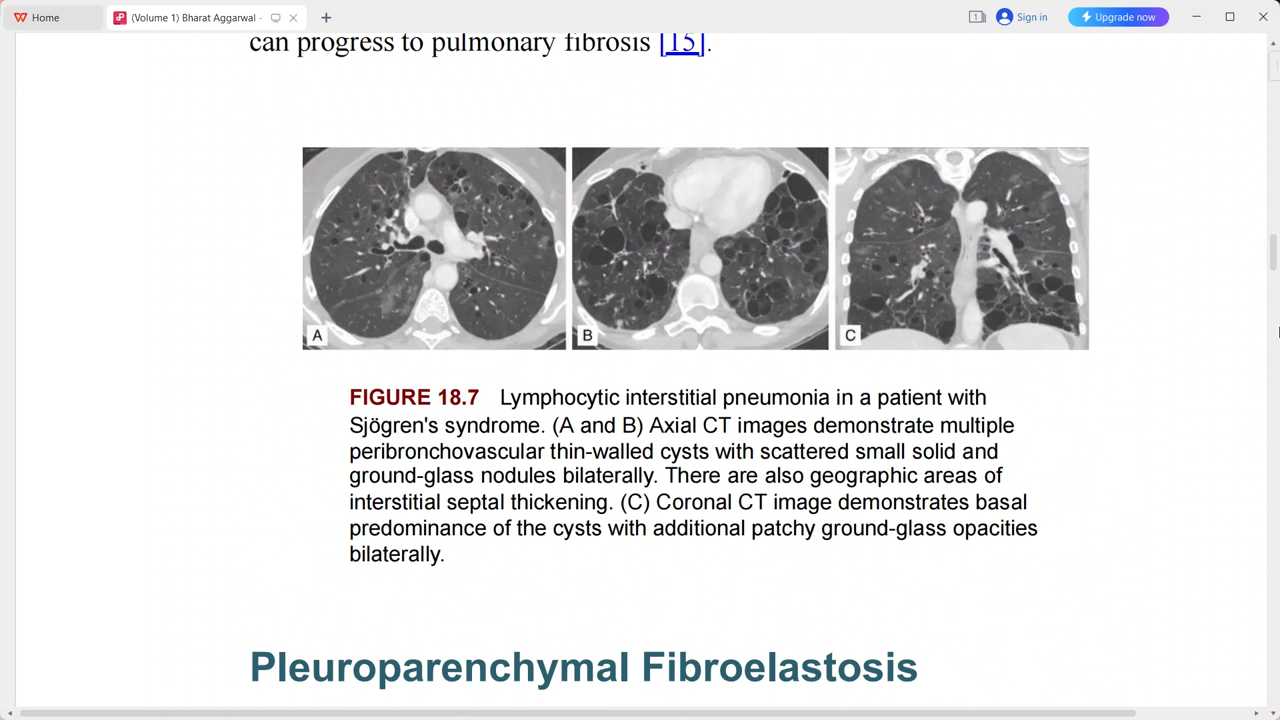 Home
(Volume 1) Bharat Aggarwal -
1
Sign in
Upgrade now
can progress to pulmonary fibrosis [15].
A
B
C
FIGURE 18.7 Lymphocytic interstitial pneumonia in a patient with
Sjögren's syndrome. (A and B) Axial CT images demonstrate multiple
peribronchovascular thin-walled cysts with scattered small solid and
ground-glass nodules bilaterally. There are also geographic areas of
interstitial septal thickening. (C) Coronal CT image demonstrates basal
predominance of the cysts with additional patchy ground-glass opacities
bilaterally.
Pleuroparenchymal Fibroelastosis